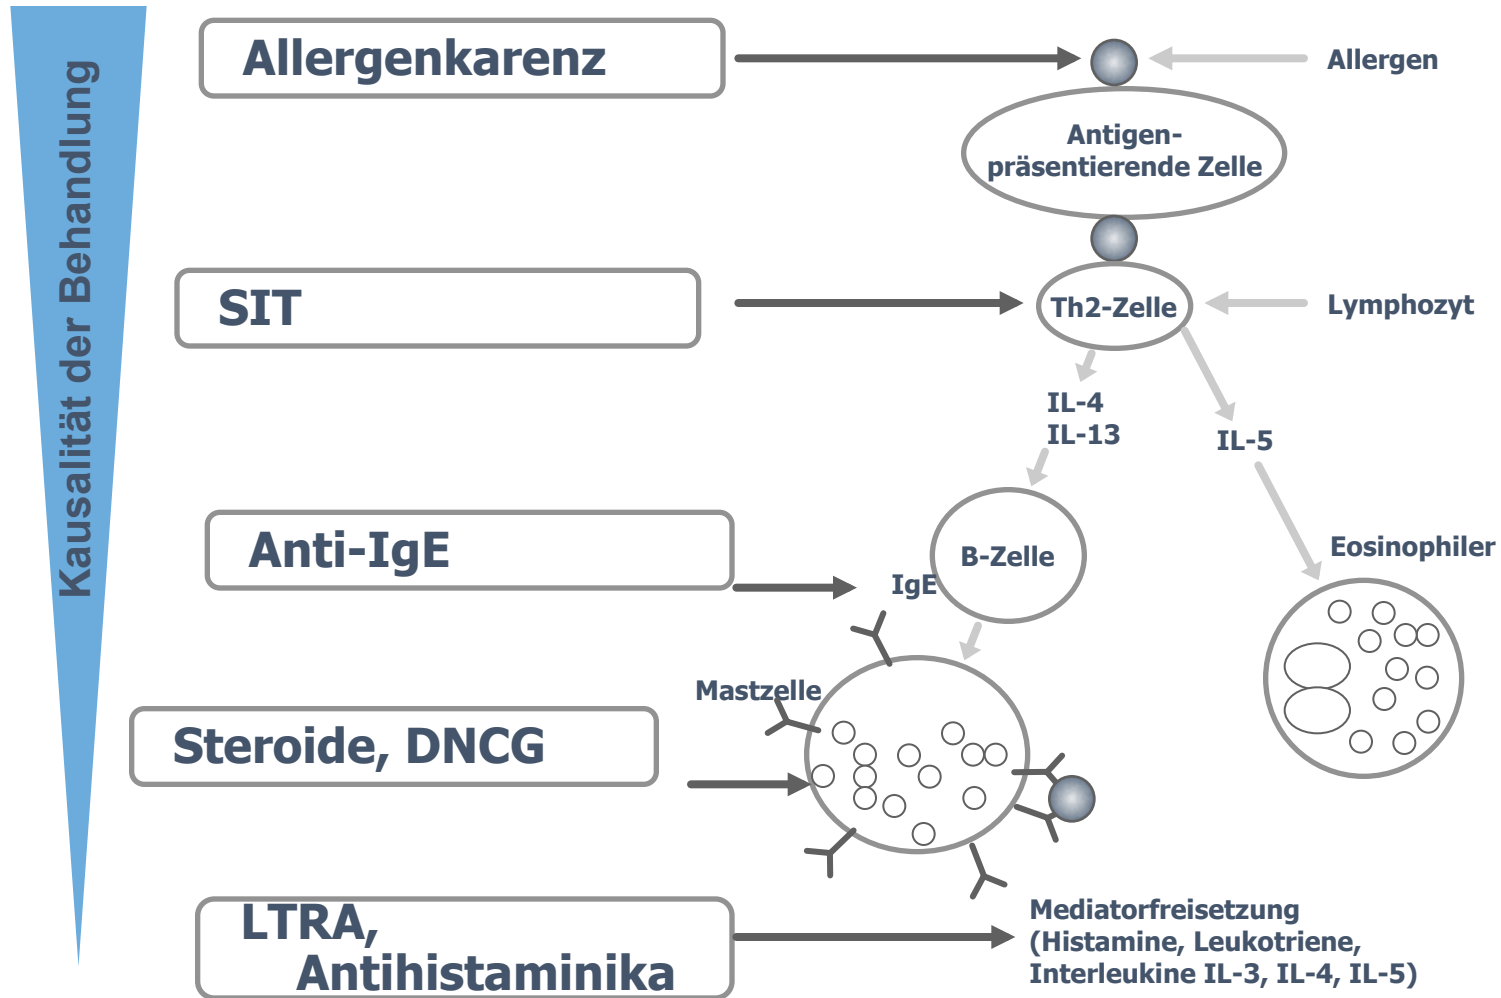 Kausalität der Behandlung
Allergenkarenz
Allergen
Antigen-
präsentierende Zelle
SIT
Th2-Zelle
Lymphozyt
IL-4
IL-13
IL-5
Anti-IgE
IgE
B-Zelle
Eosinophiler
Mastzelle
Steroide, DNCG
LTRA,
Antihistaminika
Mediatorfreisetzung
(Histamine, Leukotriene,
Interleukine IL-3, IL-4, IL-5)